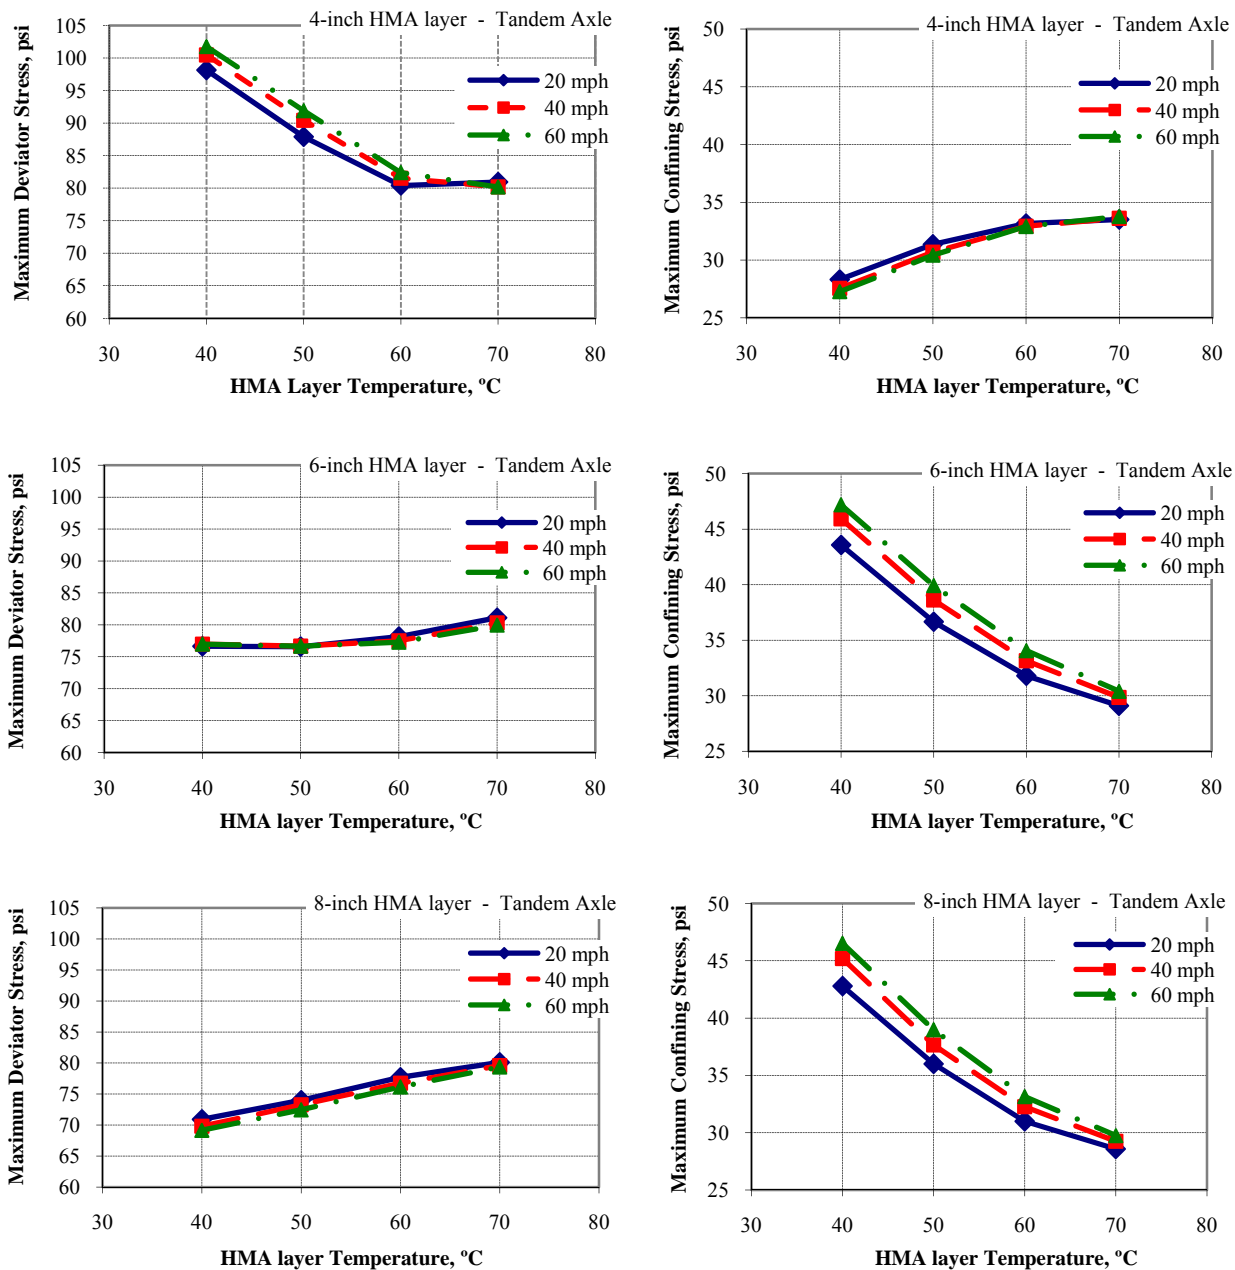 4-inch HMA layer - Tandem Axle
Maximum Deviator Stress, psi
105
100
95
90
85
80
75
70
65
60
20 mph
40 mph
60 mph
30 40 50 60 70 80
HMA Layer Temperature, ºC
4-inch HMA layer - Tandem Axle
Maximum Confining Stress, psi
50
45
40
35
30
25
20 mph
40 mph
60 mph
30 40 50 60 70 80
HMA layer Temperature, ºC
6-inch HMA layer - Tandem Axle
Maximum Deviator Stress, psi
105
100
95
90
85
80
75
70
65
60
20 mph
40 mph
60 mph
30 40 50 60 70 80
HMA layer Temperature, ºC
6-inch HMA layer - Tandem Axle
Maximum Confining Stress, psi
50
45
40
35
30
25
20 mph
40 mph
60 mph
30 40 50 60 70 80
HMA layer Temperature, ºC
8-inch HMA layer - Tandem Axle
Maximum Deviator Stress, psi
105
100
95
90
85
80
75
70
65
60
20 mph
40 mph
60 mph
30 40 50 60 70 80
HMA layer Temperature, ºC
8-inch HMA layer - Tandem Axle
Maximum Confining Stress, psi
50
45
40
35
30
25
20 mph
40 mph
60 mph
30 40 50 60 70 80
HMA layer Temperature, ºC